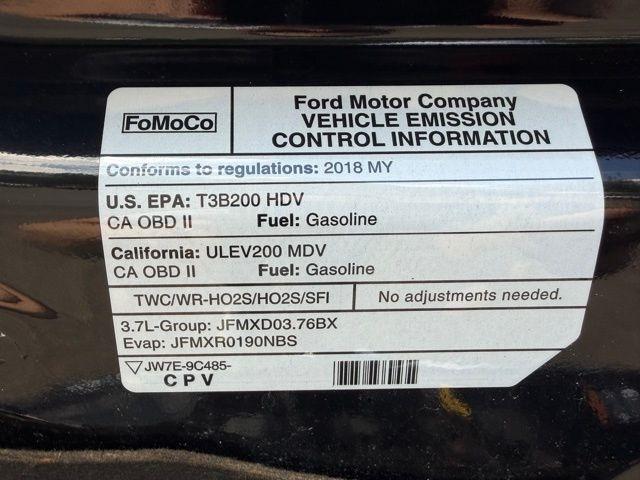 FoMoCo
Ford Motor Company
VEHICLE EMISSION
CONTROL INFORMATION
Conforms to regulations: 2018 MY
U.S. EPA: T3B200 HDV
CA OBD II Fuel: Gasoline
California: ULEV200 MDV
CA OBD II Fuel: Gasoline
TWC/WR-HO2S/HO2S/SFI No adjustments needed.
3.7L-Group: JFMXD03.76BX
Evap: JFMXR0190NBS
JW7E-9C485-
CPV